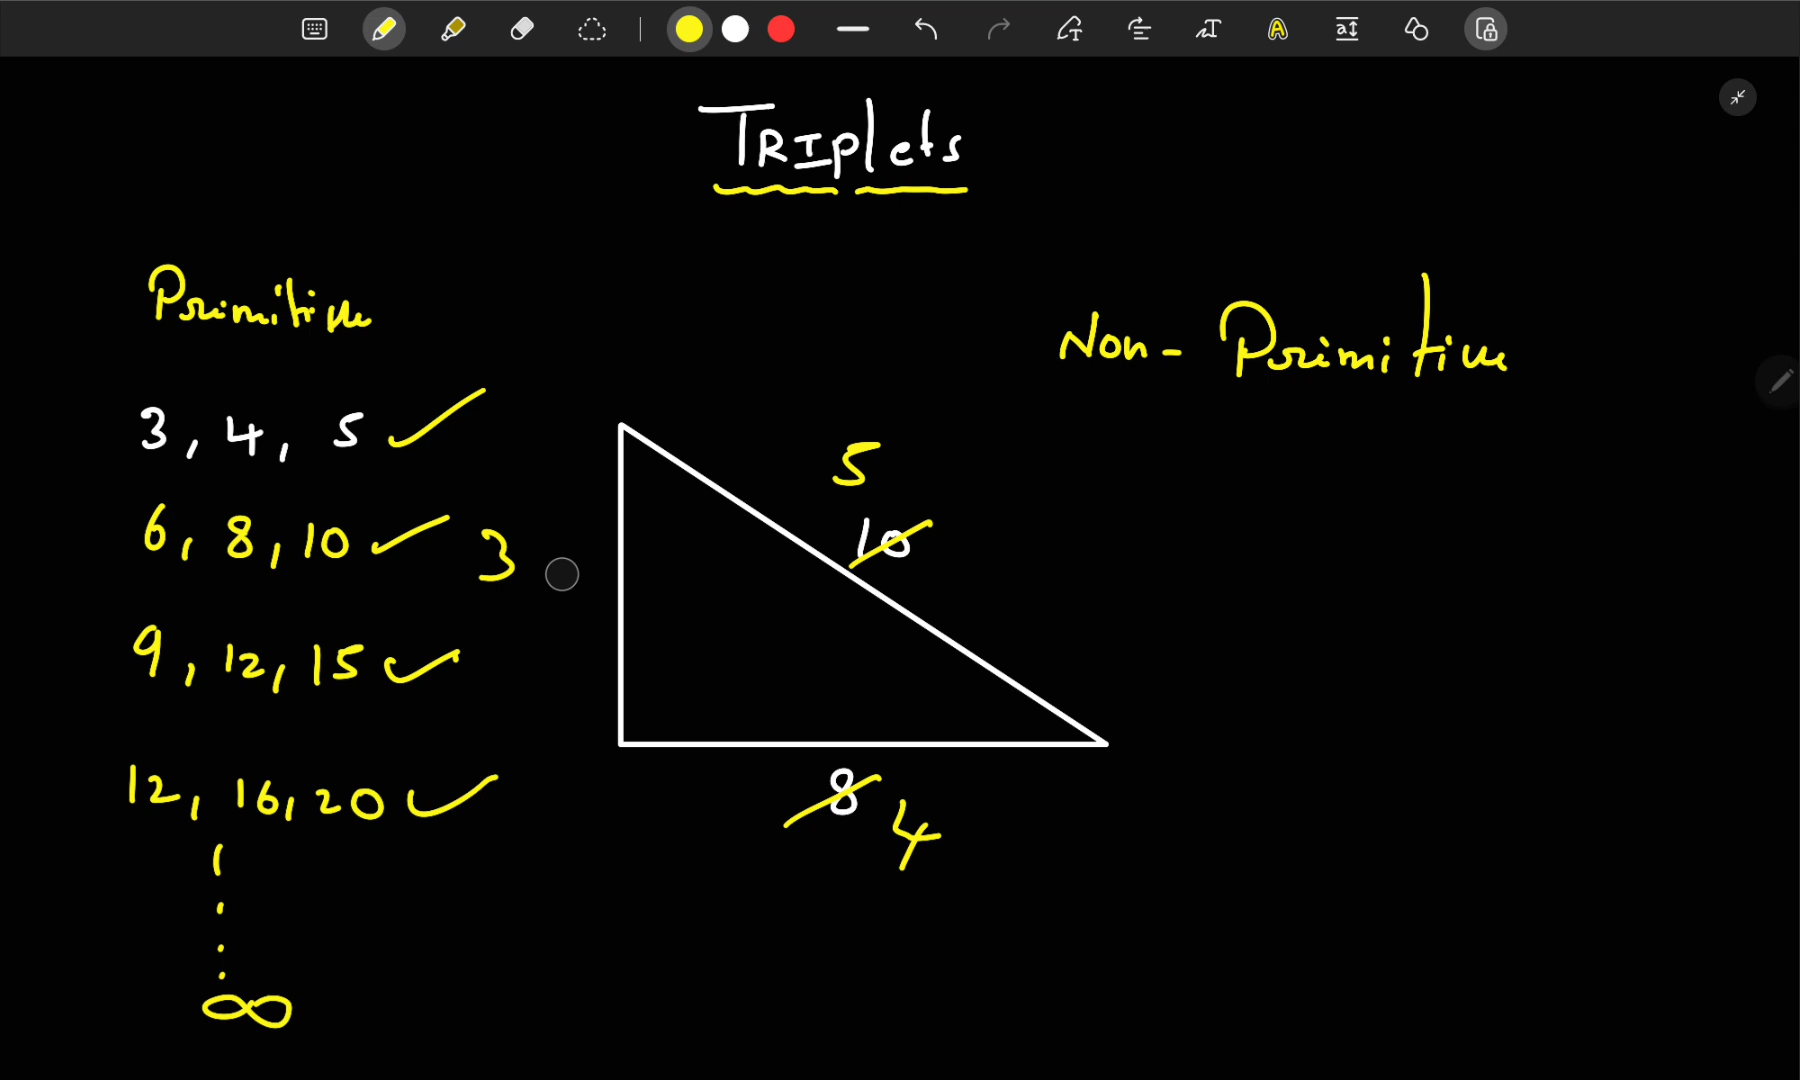 TRIplets
Primitive
Non - Primitive
3, 4, 5 ✓
6, 8, 10 ✓
9, 12, 15 ✓
12, 16, 20 ✓
∞
5
10
3
8
4